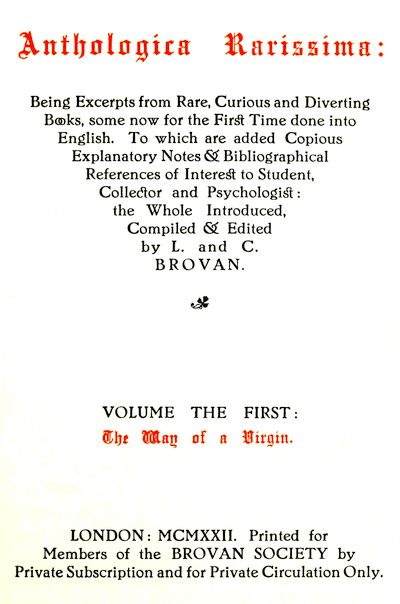 Anthologica Rarissima:
Being Excerpts from Rare, Curious and Diverting
Books, some now for the First Time done into
English. To which are added Copious
Explanatory Notes & Bibliographical
References of Interest to Student,
Collector and Psychologist:
the Whole Introduced,
Compiled & Edited
by L. and C.
BROVAN.
VOLUME THE FIRST:
The Way of a Virgin.
LONDON: MCMXXII. Printed for
Members of the BROVAN SOCIETY by
Private Subscription and for Private Circulation Only.